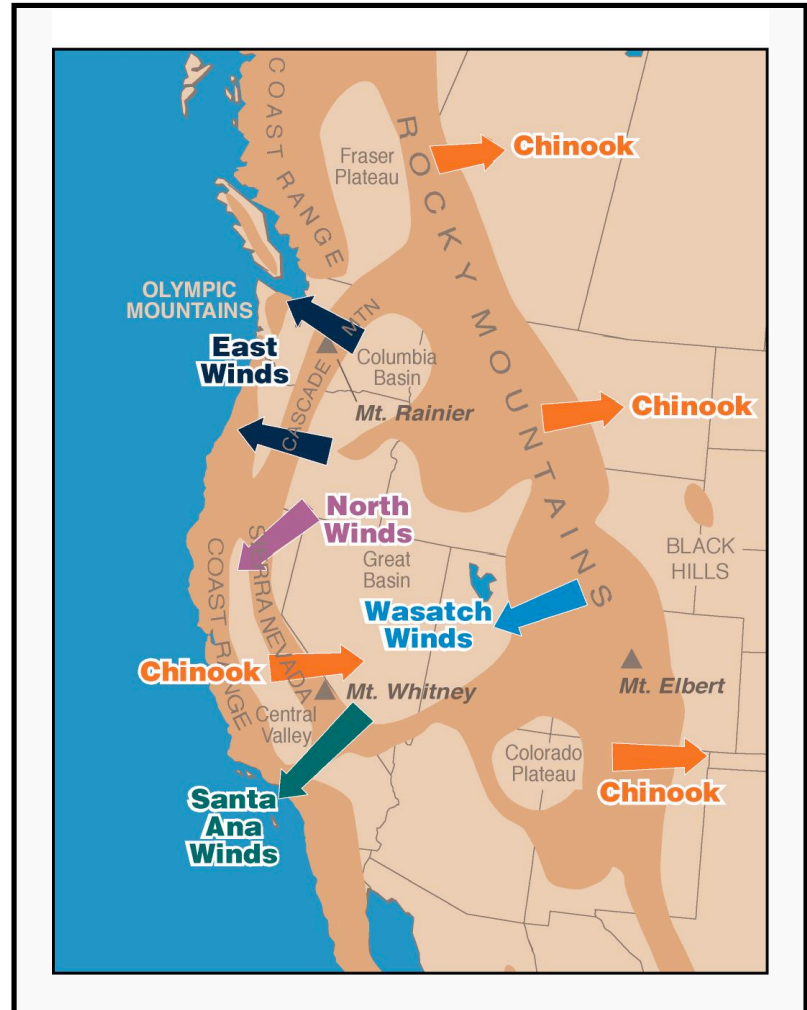 COAST RANGE
ROCKY MOUNTAINS
Chinook
Fraser
Plateau
OLYMPIC
MOUNTAINS
CASCADE MTN
East
Winds
Columbia
Basin
Mt. Rainier
Chinook
North
Winds
COAST RANGE
SIERRA NEVADA
Great
Basin
BLACK
HILLS
Wasatch
Winds
Chinook
Mt. Whitney
Mt. Elbert
Central
Valley
Colorado
Plateau
Chinook
Santa
Ana
Winds